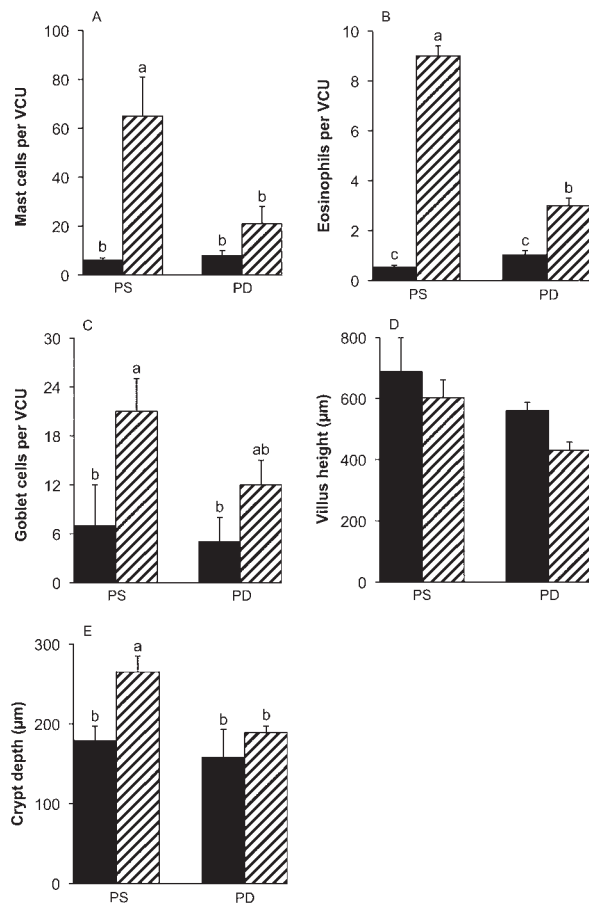 A
Mast cells per VCU
100
80
60
40
20
0
b
a
b
b
PS
PD
B
Eosinophils per VCU
10
8
6
4
2
0
c
a
c
b
PS
PD
C
Goblet cells per VCU
30
24
18
12
6
0
b
a
b
ab
PS
PD
D
Villus height (µm)
800
600
400
200
0
PS
PD
E
Crypt depth (µm)
300
200
100
0
b
a
b
b
PS
PD